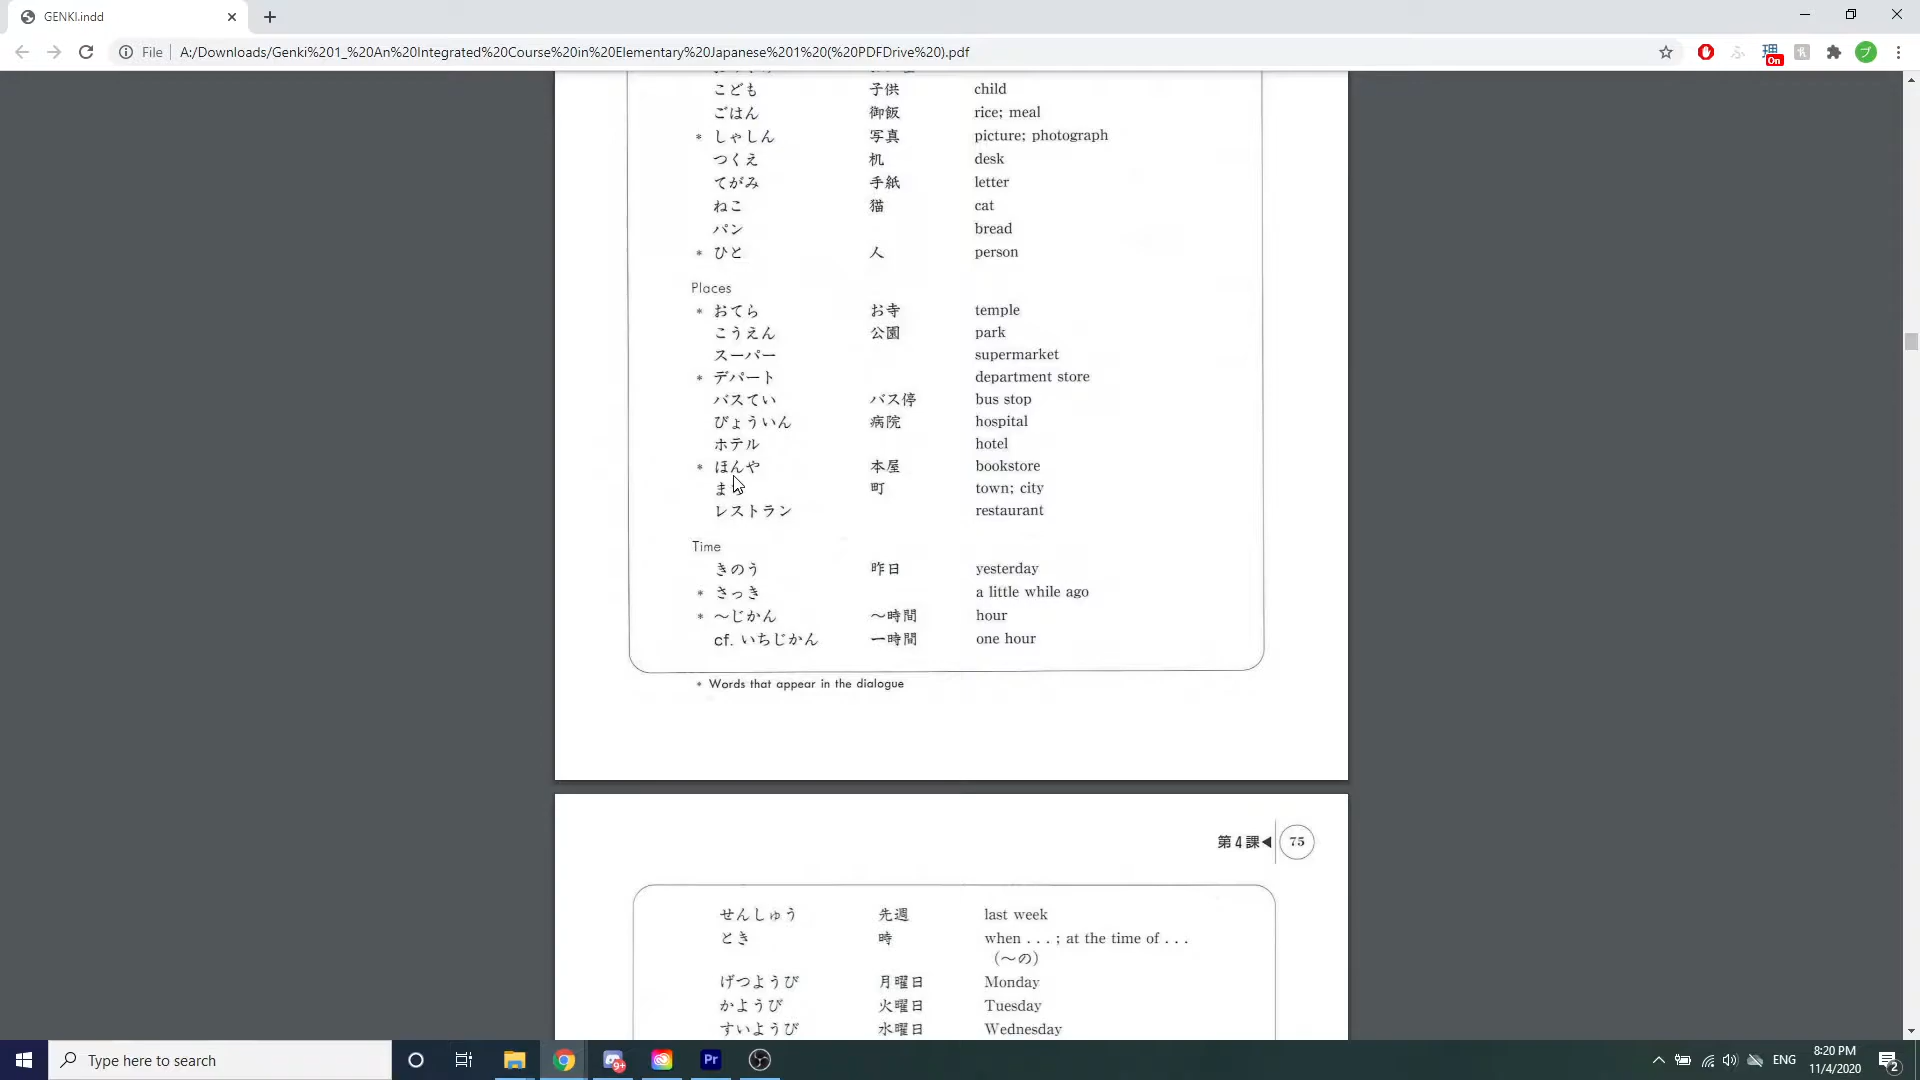 GENKI.indd
File A:/Downloads/Genki%201_%20An%20Integrated%20Course%20in%20Elementary%20Japanese%201%20(%20PDFDrive%20).pdf
理 On ブ
こども 子供 child
ごはん 御飯 rice; meal
* しゃしん 写真 picture; photograph
つくえ 机 desk
てがみ 手紙 letter
ねこ 猫 cat
パン bread
* ひと 人 person
Places
* おてら お寺 temple
こうえん 公園 park
スーパー supermarket
* デパート department store
バスてい バス停 bus stop
びょういん 病院 hospital
ホテル hotel
* ほんや 本屋 bookstore
ま 町 town; city
レストラン restaurant
Time
きのう 昨日 yesterday
* さっき a little while ago
* ～じかん ～時間 hour
cf. いちじかん 一時間 one hour
* Words that appear in the dialogue
第4課◀ 75
せんしゅう 先週 last week
とき 時 when . . . ; at the time of . . .
(～の)
げつようび 月曜日 Monday
かようび 火曜日 Tuesday
すいようび 水曜日 Wednesday
Type here to search
9+
Pr
ENG
8:20 PM
11/4/2020
2